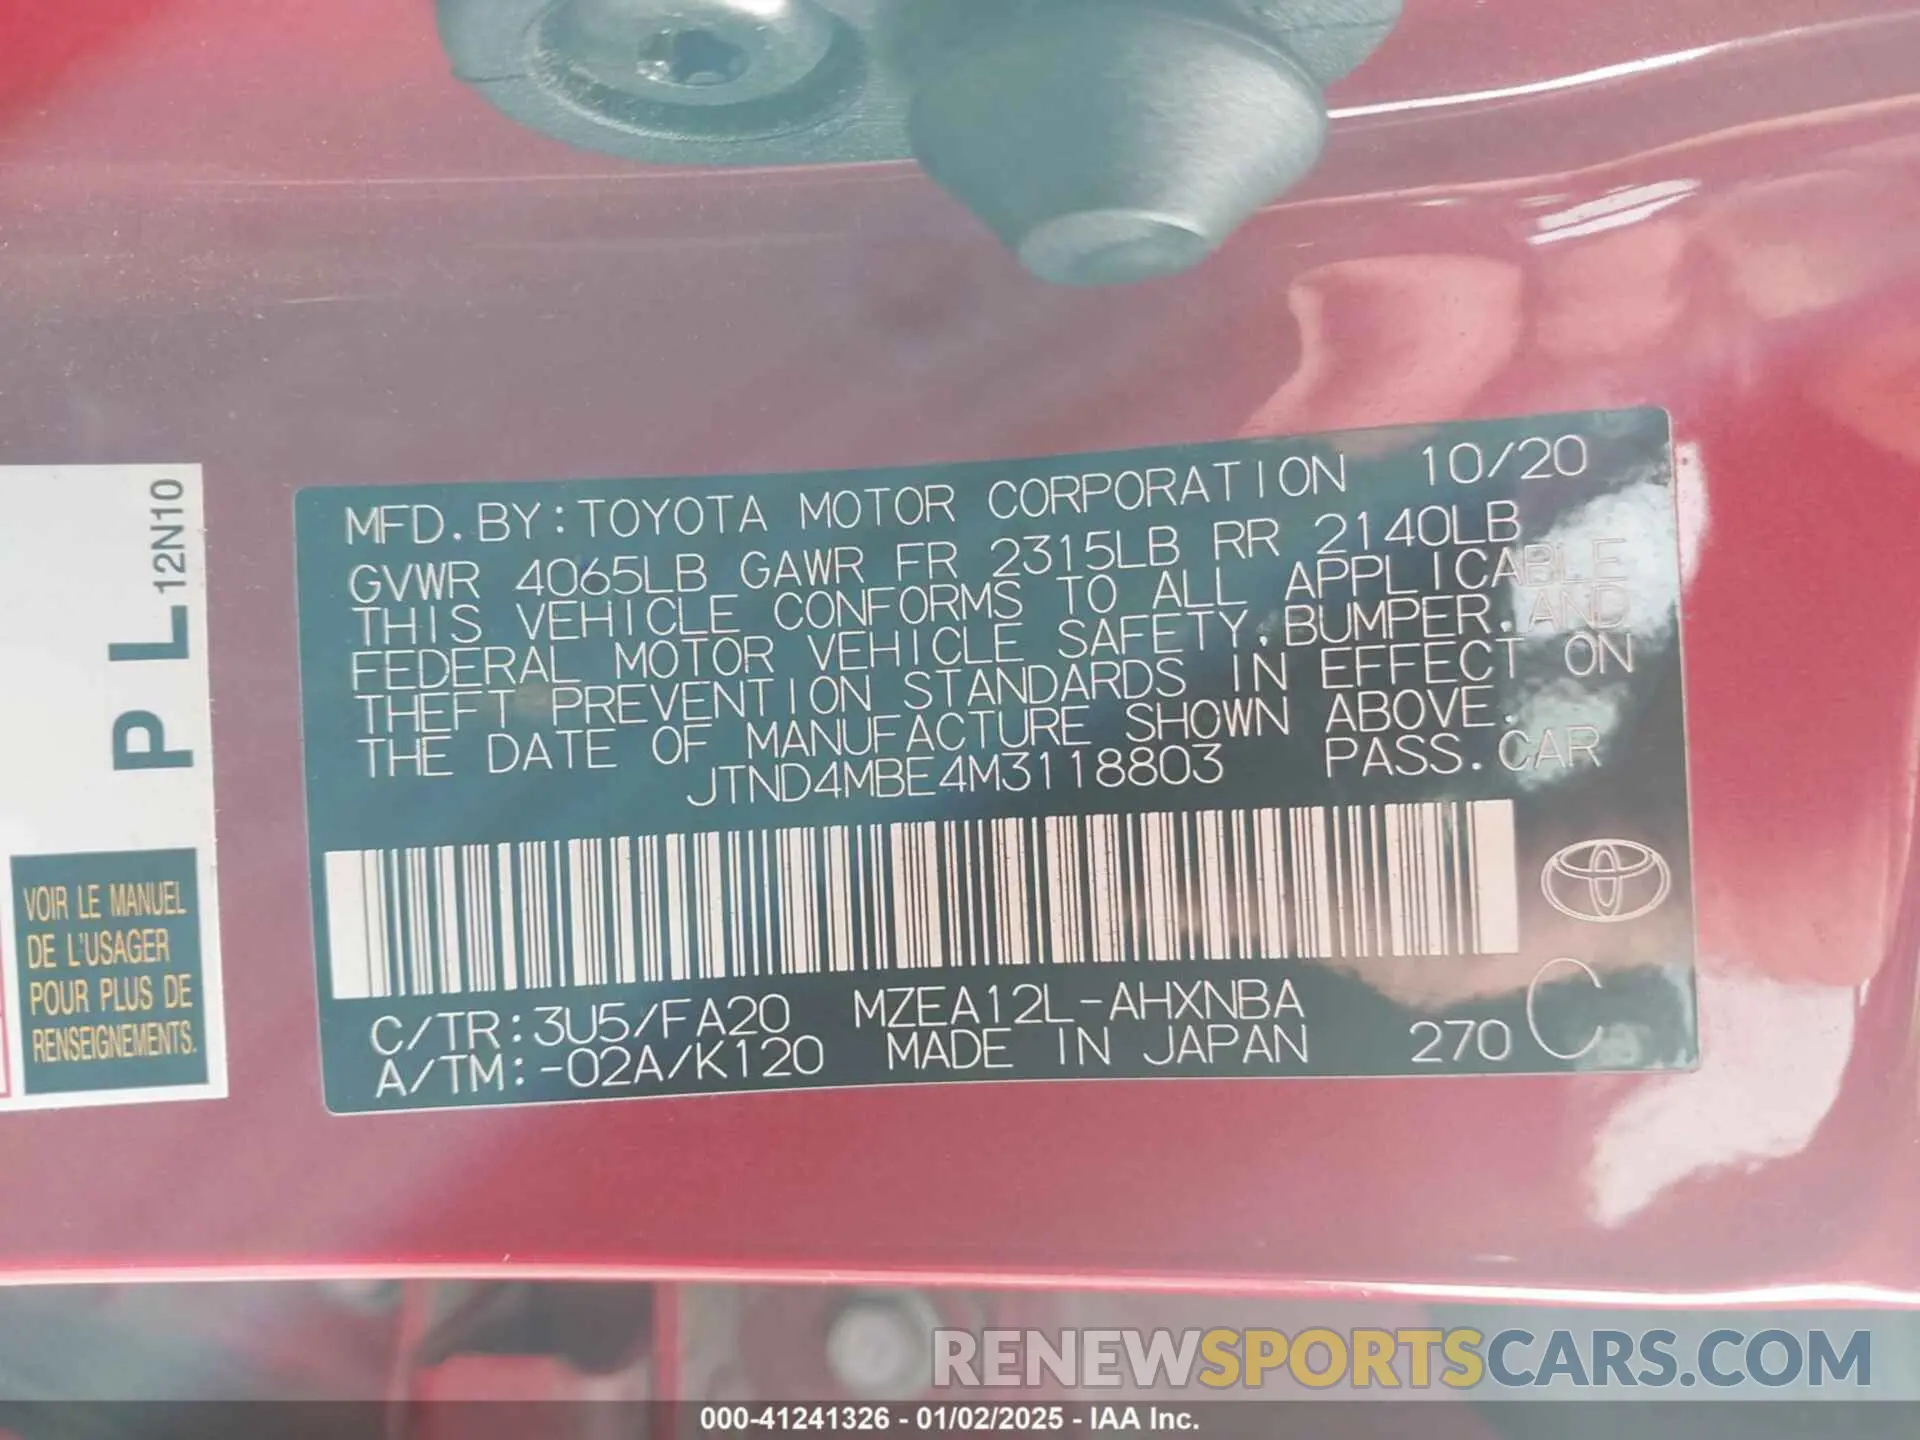 MFD. BY:TOYOTA MOTOR CORPORATION 10/20
GVWR 4065LB GAWR FR 2315LB RR 2140LB
THIS VEHICLE CONFORMS TO ALL APPLICABLE
FEDERAL MOTOR VEHICLE SAFETY, BUMPER, AND
THEFT PREVENTION STANDARDS IN EFFECT ON
THE DATE OF MANUFACTURE SHOWN ABOVE.
JTND4MBE4M3118803 PASS. CAR
C/TR:3U5/FA20 MZEA12L-AHXNBA
A/TM:-02A/K120 MADE IN JAPAN 270 C
P L 12N10
VOIR LE MANUEL
DE L'USAGER
POUR PLUS DE
RENSEIGNEMENTS.
RENEWSPORTSCARS.COM
000-41241326 - 01/02/2025 - IAA Inc.